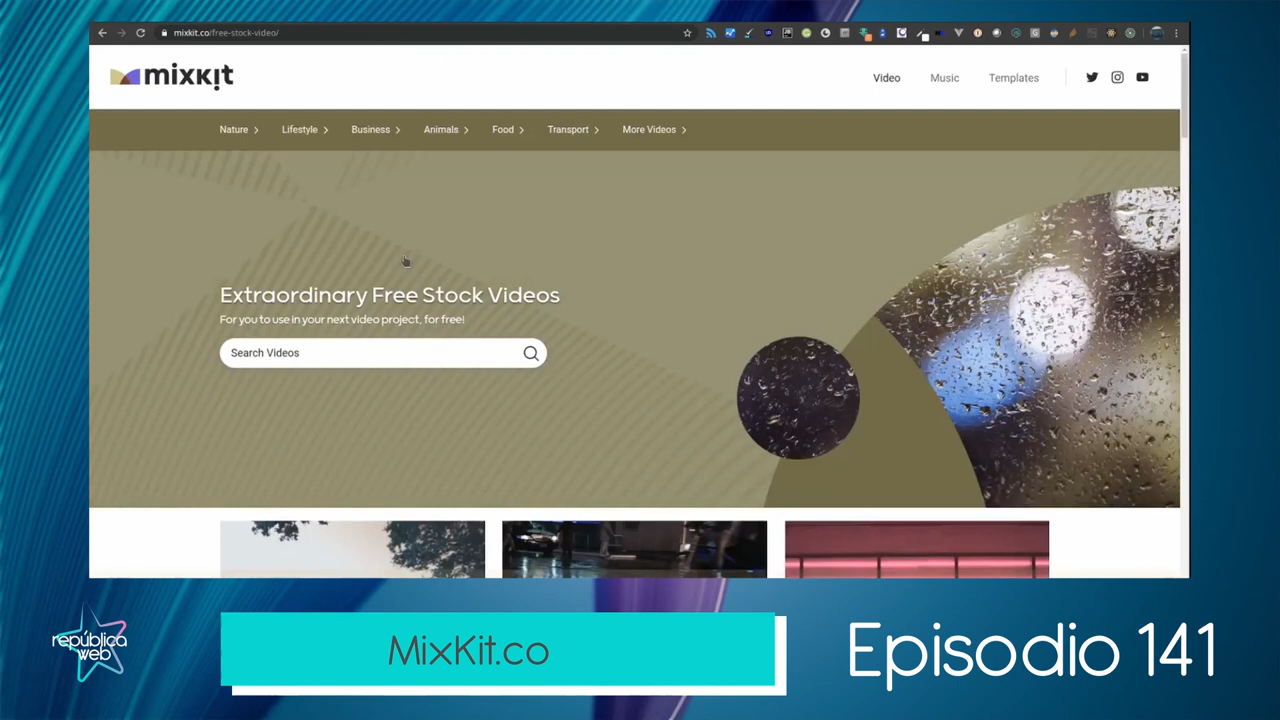 mixkit.co/free-stock-video/
mixkit
Video Music Templates
Nature Lifestyle Business Animals Food Transport More Videos
Extraordinary Free Stock Videos
For you to use in your next video project, for free!
Search Videos
república
web
MixKit.co
Episodio 141